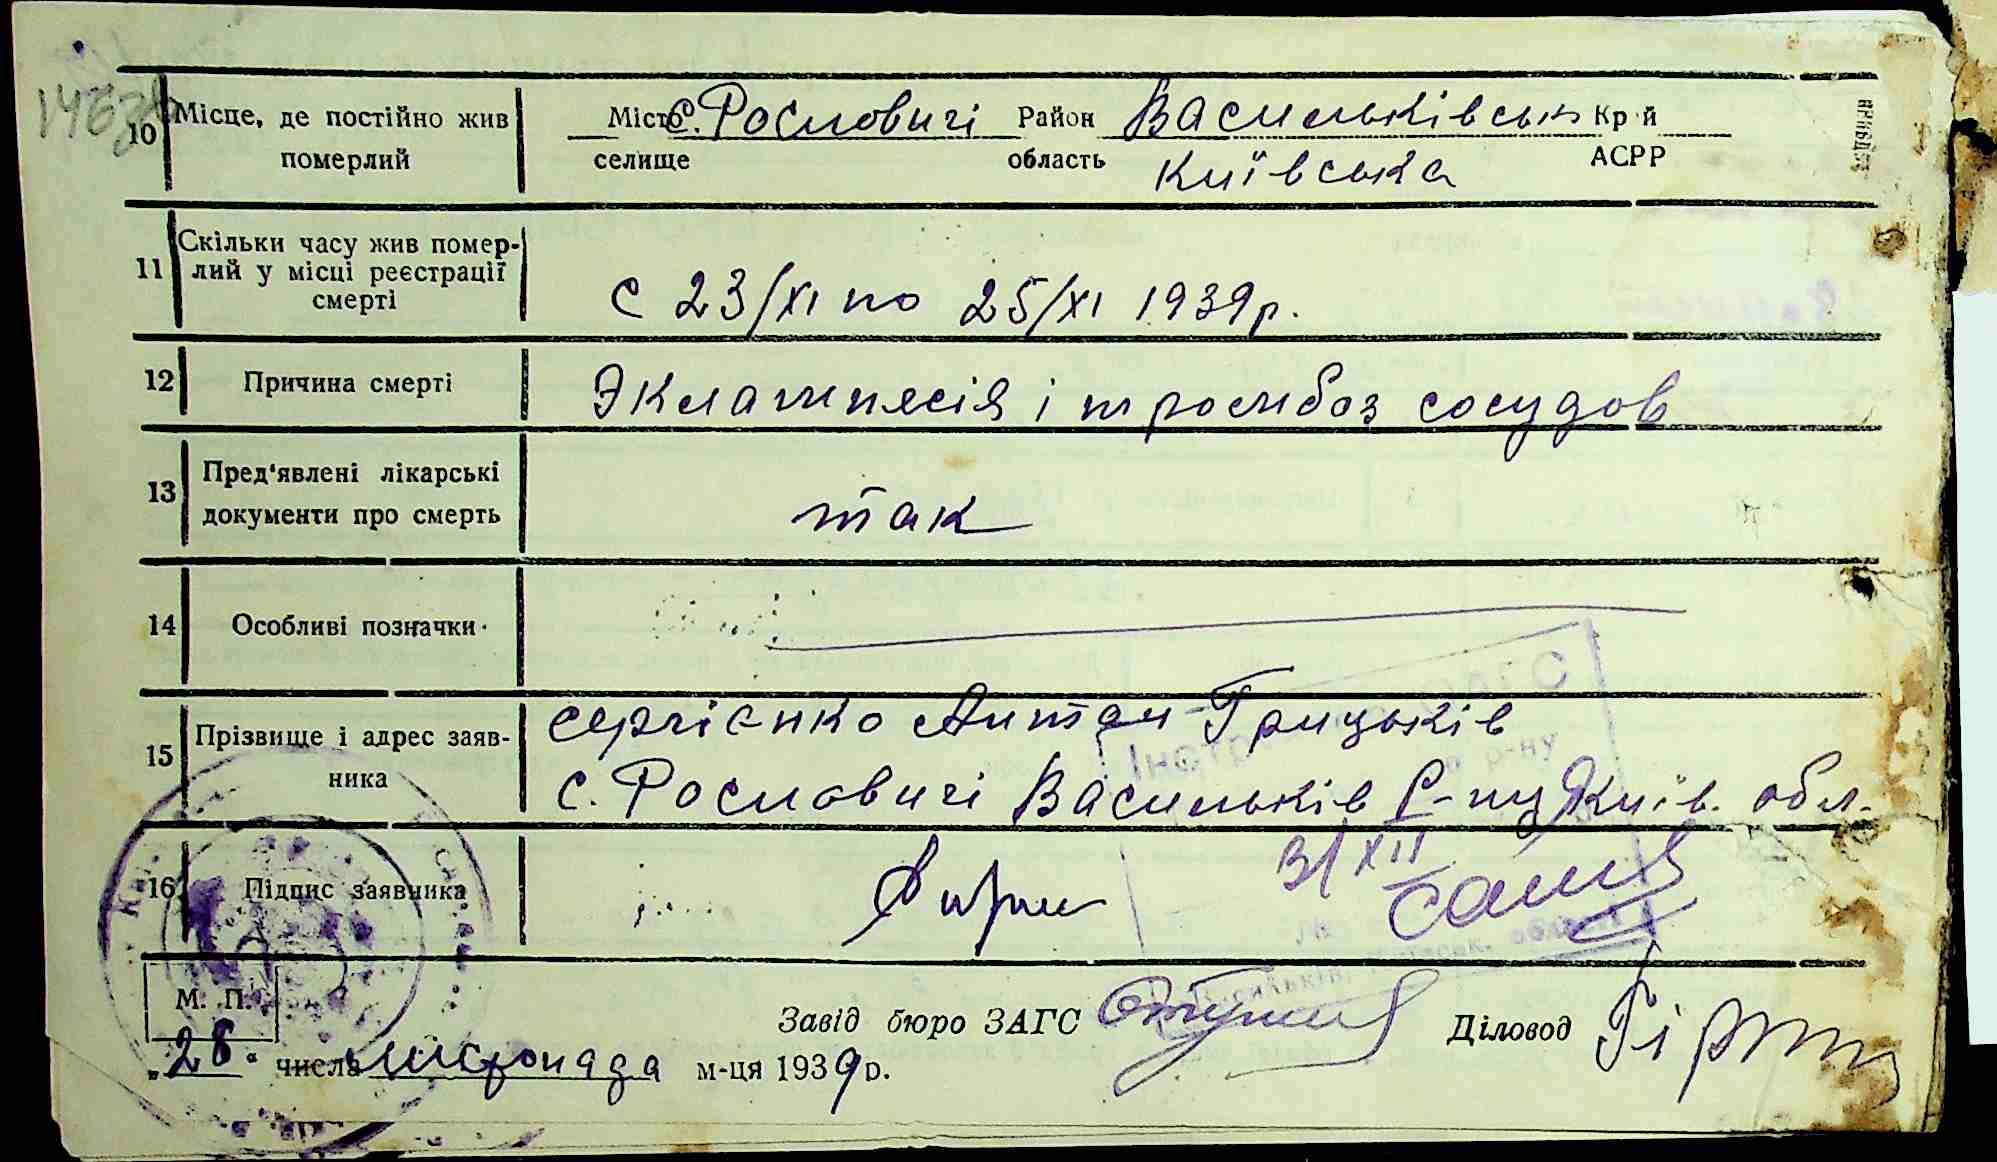 10 Місце, де постійно жив Місто с. Рословичі Район Васильківськ Край
померлий селище область Київська АСРР
11 Скільки часу жив помер-
лий у місці реєстрації
смерті
с 23/XI по 25/XI 1939р.
12 Причина смерті Эклампсія і тромбоз сосудов
13 Пред'явлені лікарські
документи про смерть
так
14 Особливі позначки
15 Прізвище і адрес заяв-
ника
Сергієнко Антон Грицьків
с. Рословичі Васильків р-ну Київ. обл.
16 Підпис заявника
31/XII
М. П.
Завід бюро ЗАГС Діловод
„28" числа листопада м-ця 1939р.